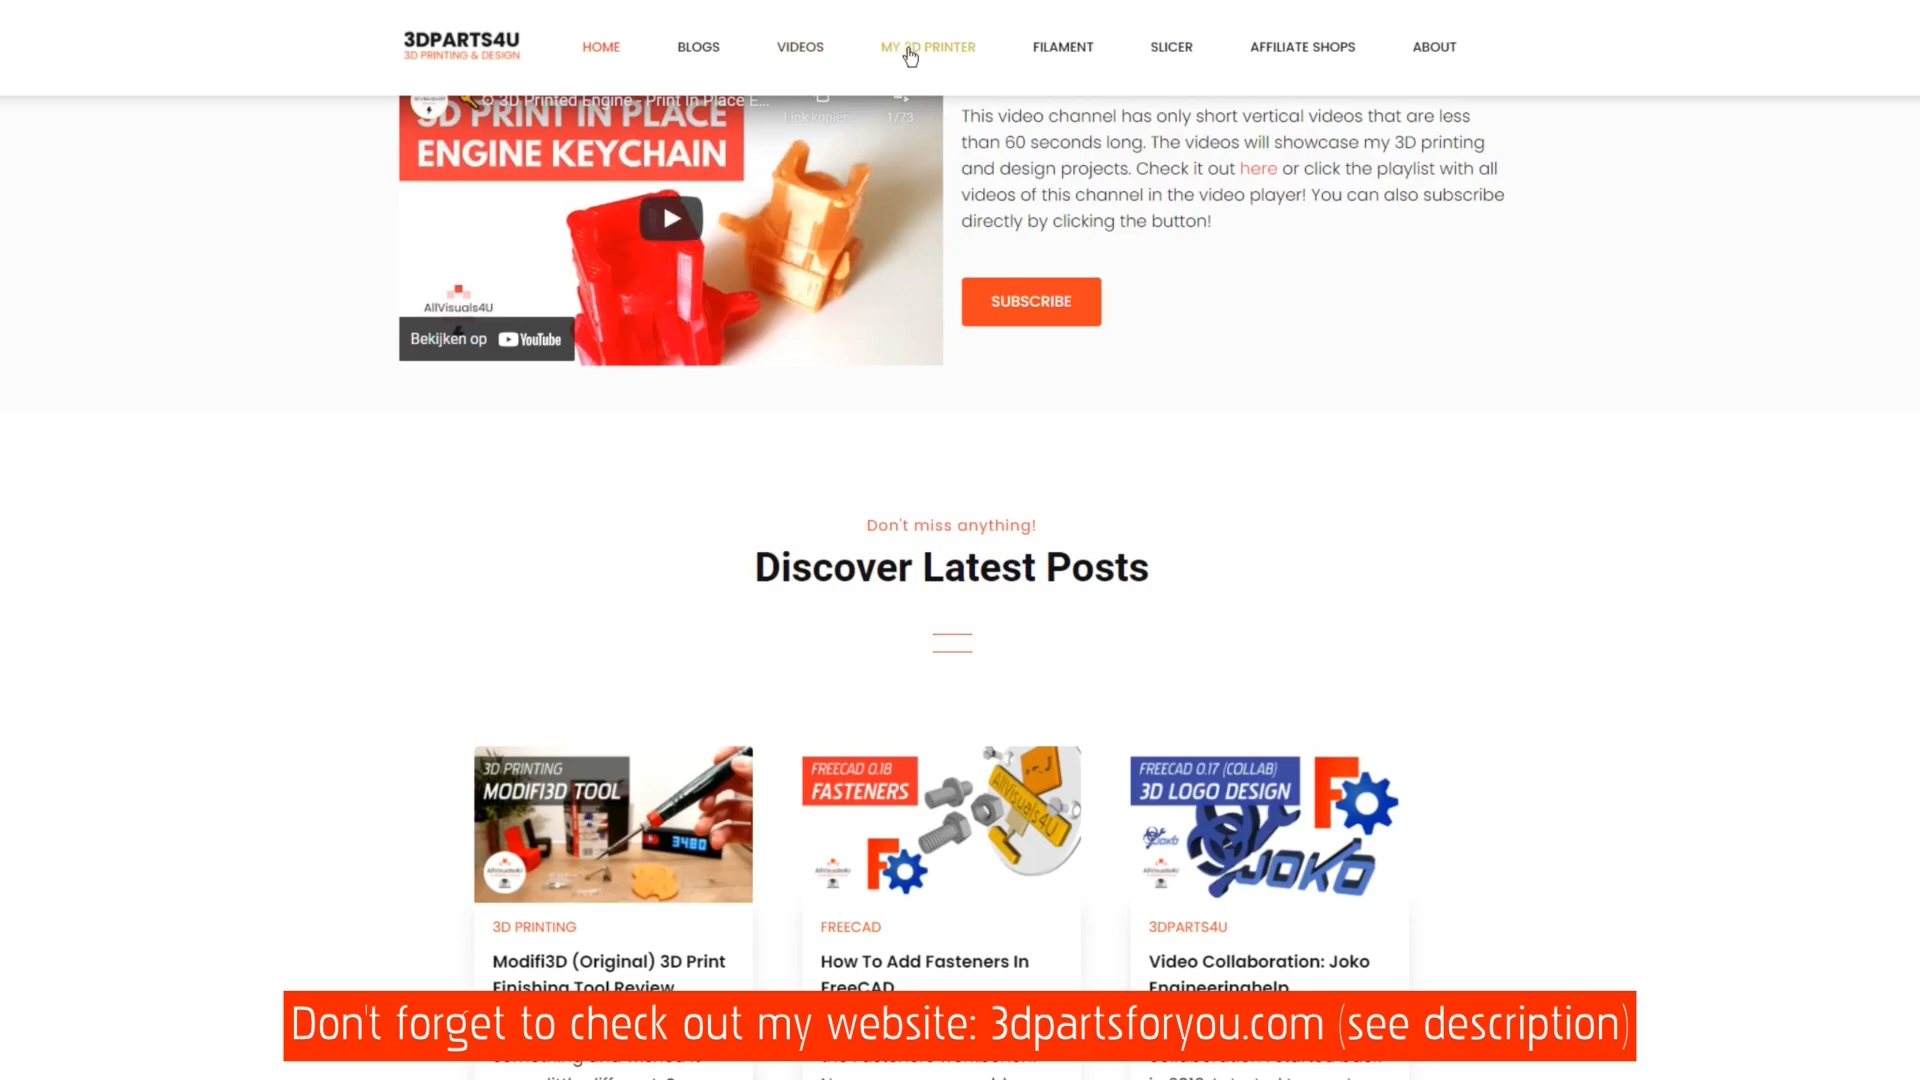 3DPARTS4U
3D PRINTING & DESIGN
HOME
BLOGS
VIDEOS
MY 3D PRINTER
FILAMENT
SLICER
AFFILIATE SHOPS
ABOUT
3D Printed Engine - Print In Place E...
Link kopiër...
1/73
3D PRINT IN PLACE
ENGINE KEYCHAIN
AllVisuals4U
Bekijken op YouTube
This video channel has only short vertical videos that are less
than 60 seconds long. The videos will showcase my 3D printing
and design projects. Check it out here or click the playlist with all
videos of this channel in the video player! You can also subscribe
directly by clicking the button!
SUBSCRIBE
Don't miss anything!
Discover Latest Posts
3D PRINTING
MODIFI3D TOOL
3480
AllVisuals4U
FREECAD 0.18
FASTENERS
AllVisuals4U
AllVisuals4U
FREECAD 0.17 (COLLAB)
3D LOGO DESIGN
JOKO
JOKO
AllVisuals4U
3D PRINTING
Modifi3D (Original) 3D Print
Finishing Tool Review
FREECAD
How To Add Fasteners In
FreeCAD
3DPARTS4U
Video Collaboration: Joko
Engineeringhelp
Don't forget to check out my website: 3dpartsforyou.com (see description)